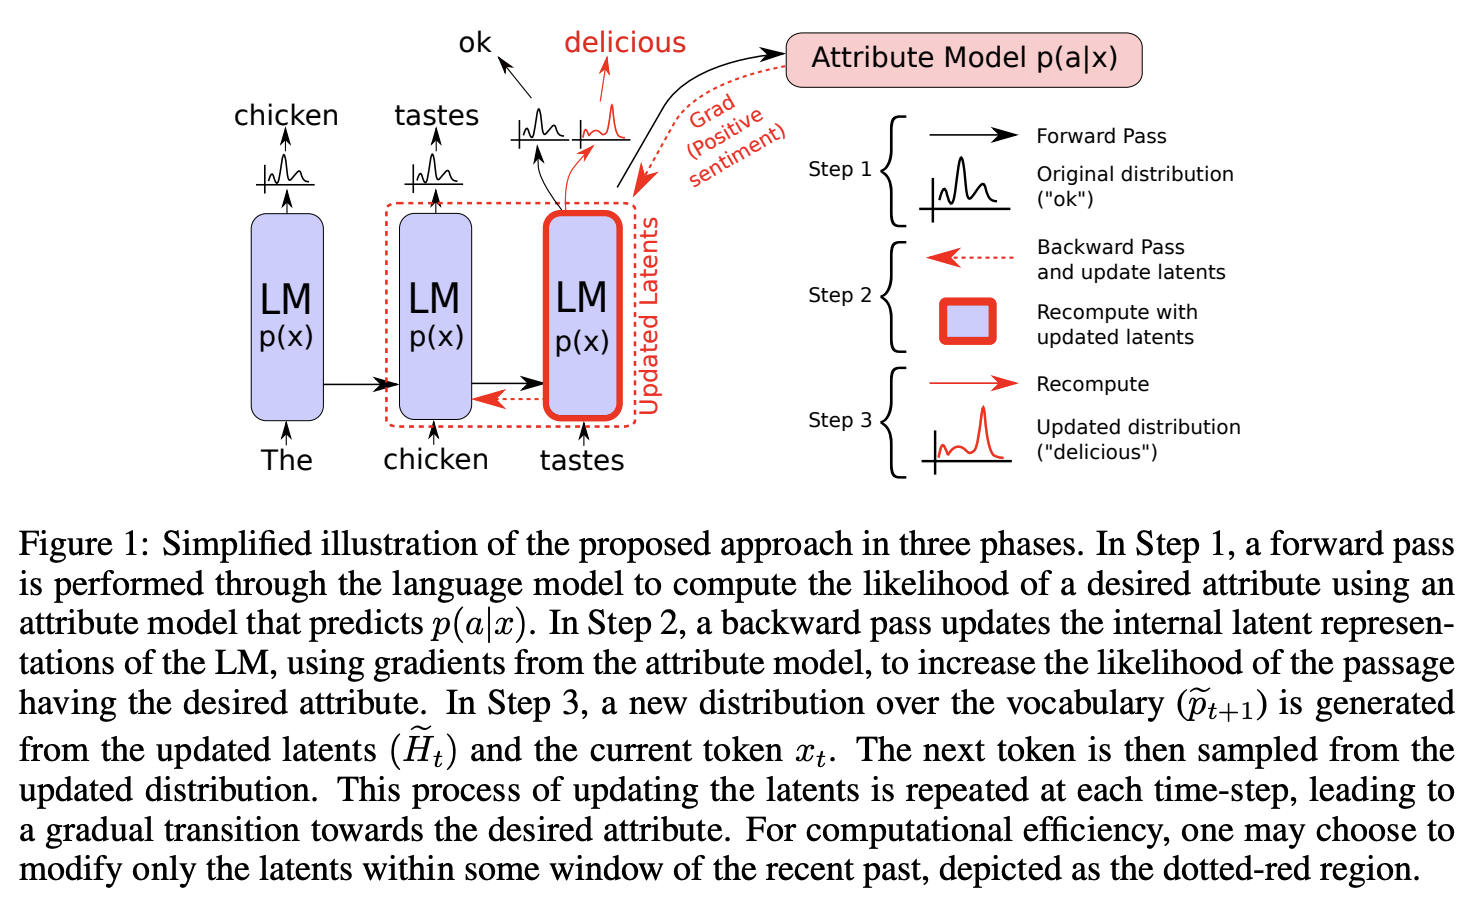 ok
delicious
Attribute Model p(a|x)
chicken
tastes
Grad
(Positive
sentiment)
LM
p(x)
LM
p(x)
LM
p(x)
Updated Latents
The
chicken
tastes
Step 1
Forward Pass
Original distribution
("ok")
Step 2
Backward Pass
and update latents
Recompute with
updated latents
Step 3
Recompute
Updated distribution
("delicious")
Figure 1: Simplified illustration of the proposed approach in three phases. In Step 1, a forward pass
is performed through the language model to compute the likelihood of a desired attribute using an
attribute model that predicts p(a|x). In Step 2, a backward pass updates the internal latent represen-
tations of the LM, using gradients from the attribute model, to increase the likelihood of the passage
having the desired attribute. In Step 3, a new distribution over the vocabulary (p̃ₜ₊₁) is generated
from the updated latents (H̃ₜ) and the current token xₜ. The next token is then sampled from the
updated distribution. This process of updating the latents is repeated at each time-step, leading to
a gradual transition towards the desired attribute. For computational efficiency, one may choose to
modify only the latents within some window of the recent past, depicted as the dotted-red region.